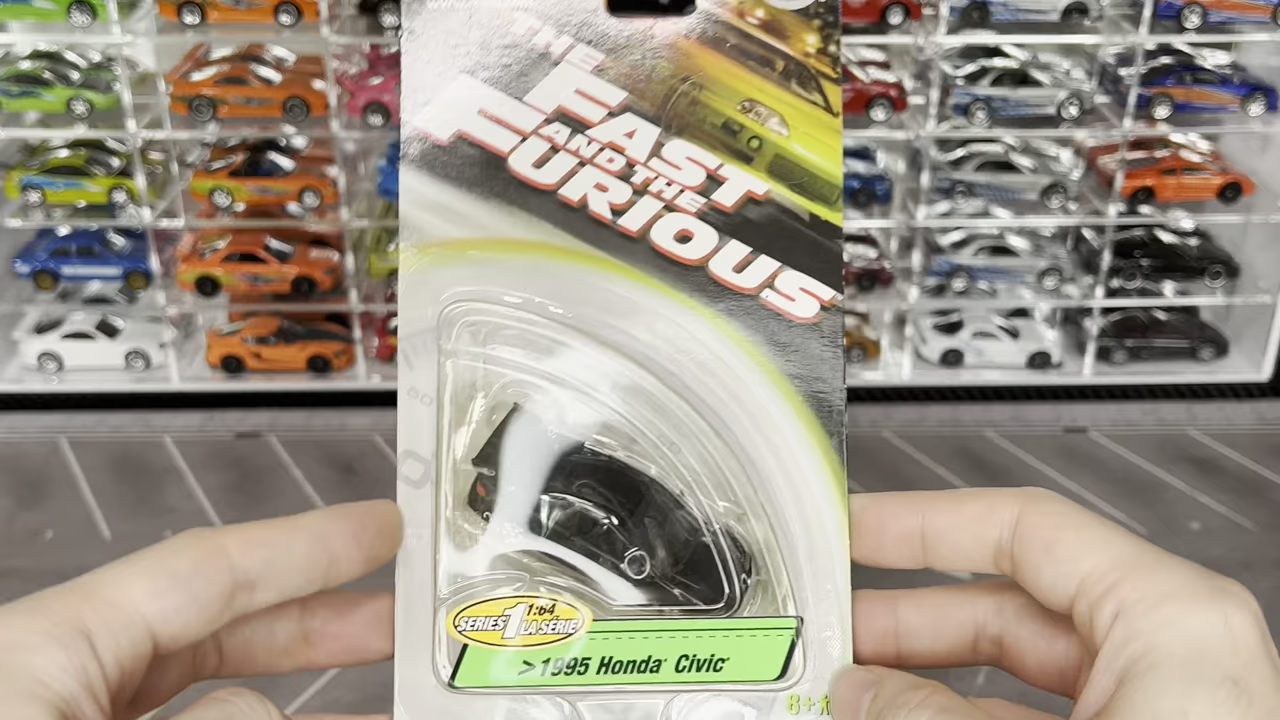 THE
FAST
AND THE
FURIOUS
1:64
SERIES 1 LA SÉRIE
>1995 Honda® Civic®
8+